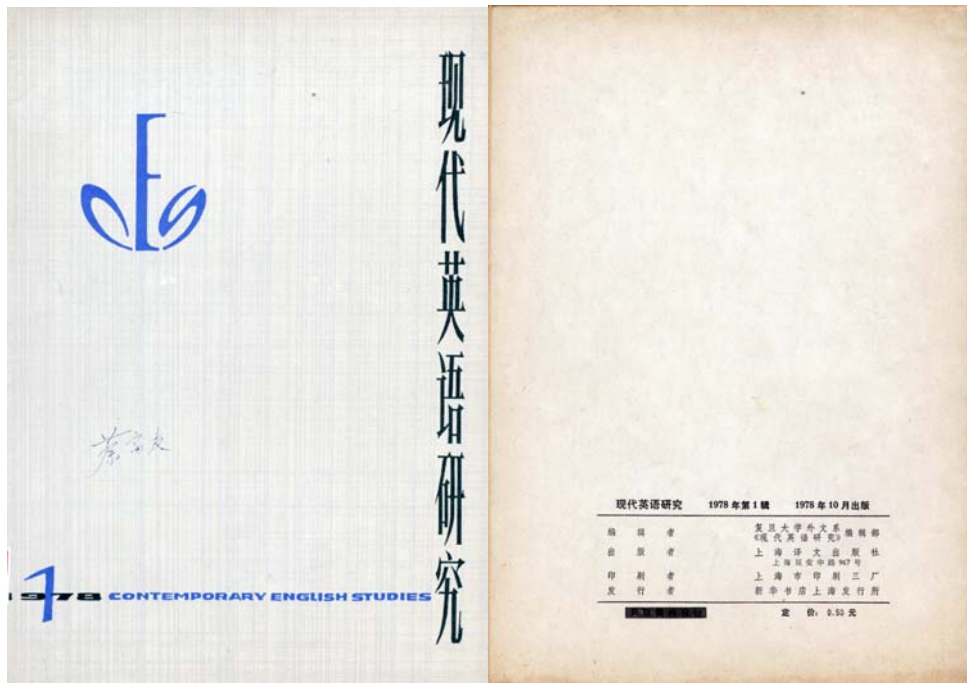 现代英语研究
CES
1
1978 CONTEMPORARY ENGLISH STUDIES
现代英语研究 1978年第1辑 1978年10月出版
编辑者 复旦大学外文系《现代英语研究》编辑部
出版者 上海译文出版社
上海延安中路967号
印刷者 上海市印刷三厂
发行者 新华书店上海发行所
定价：0.50元